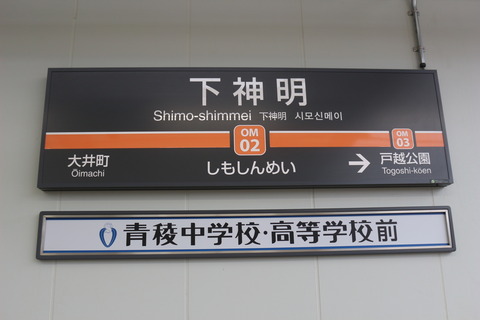 下神明
Shimo-shimmei 下神明 시모신메이
OM 02
OM 03
大井町 しもしんめい → 戸越公園
Ōimachi Togoshi-kōen
青稜中学校・高等学校前